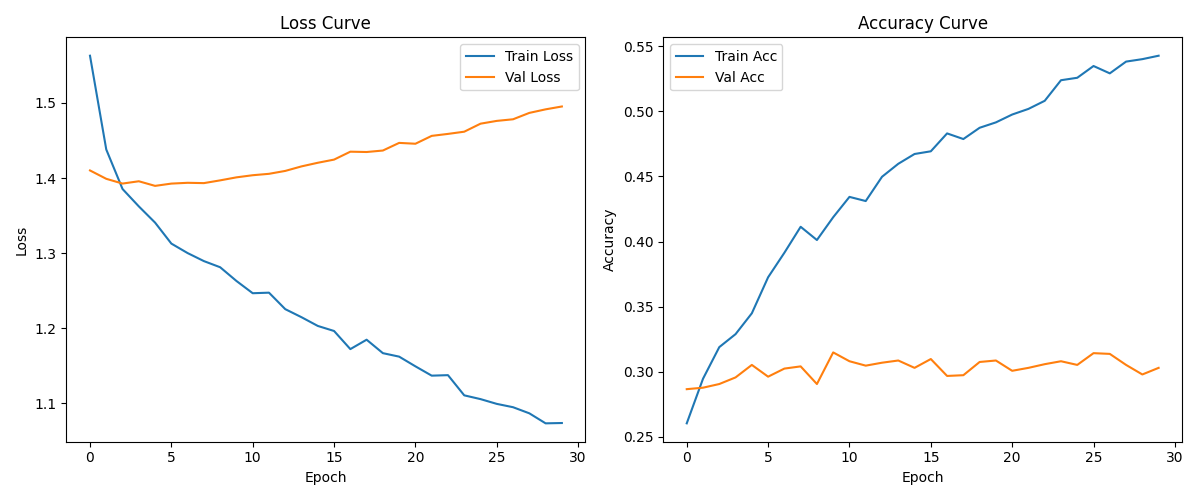 Loss Curve
Train Loss
Val Loss
1.5
1.4
1.3
1.2
1.1
Loss
0
5
10
15
20
25
30
Epoch
Accuracy Curve
Train Acc
Val Acc
0.55
0.50
0.45
0.40
0.35
0.30
0.25
Accuracy
0
5
10
15
20
25
30
Epoch